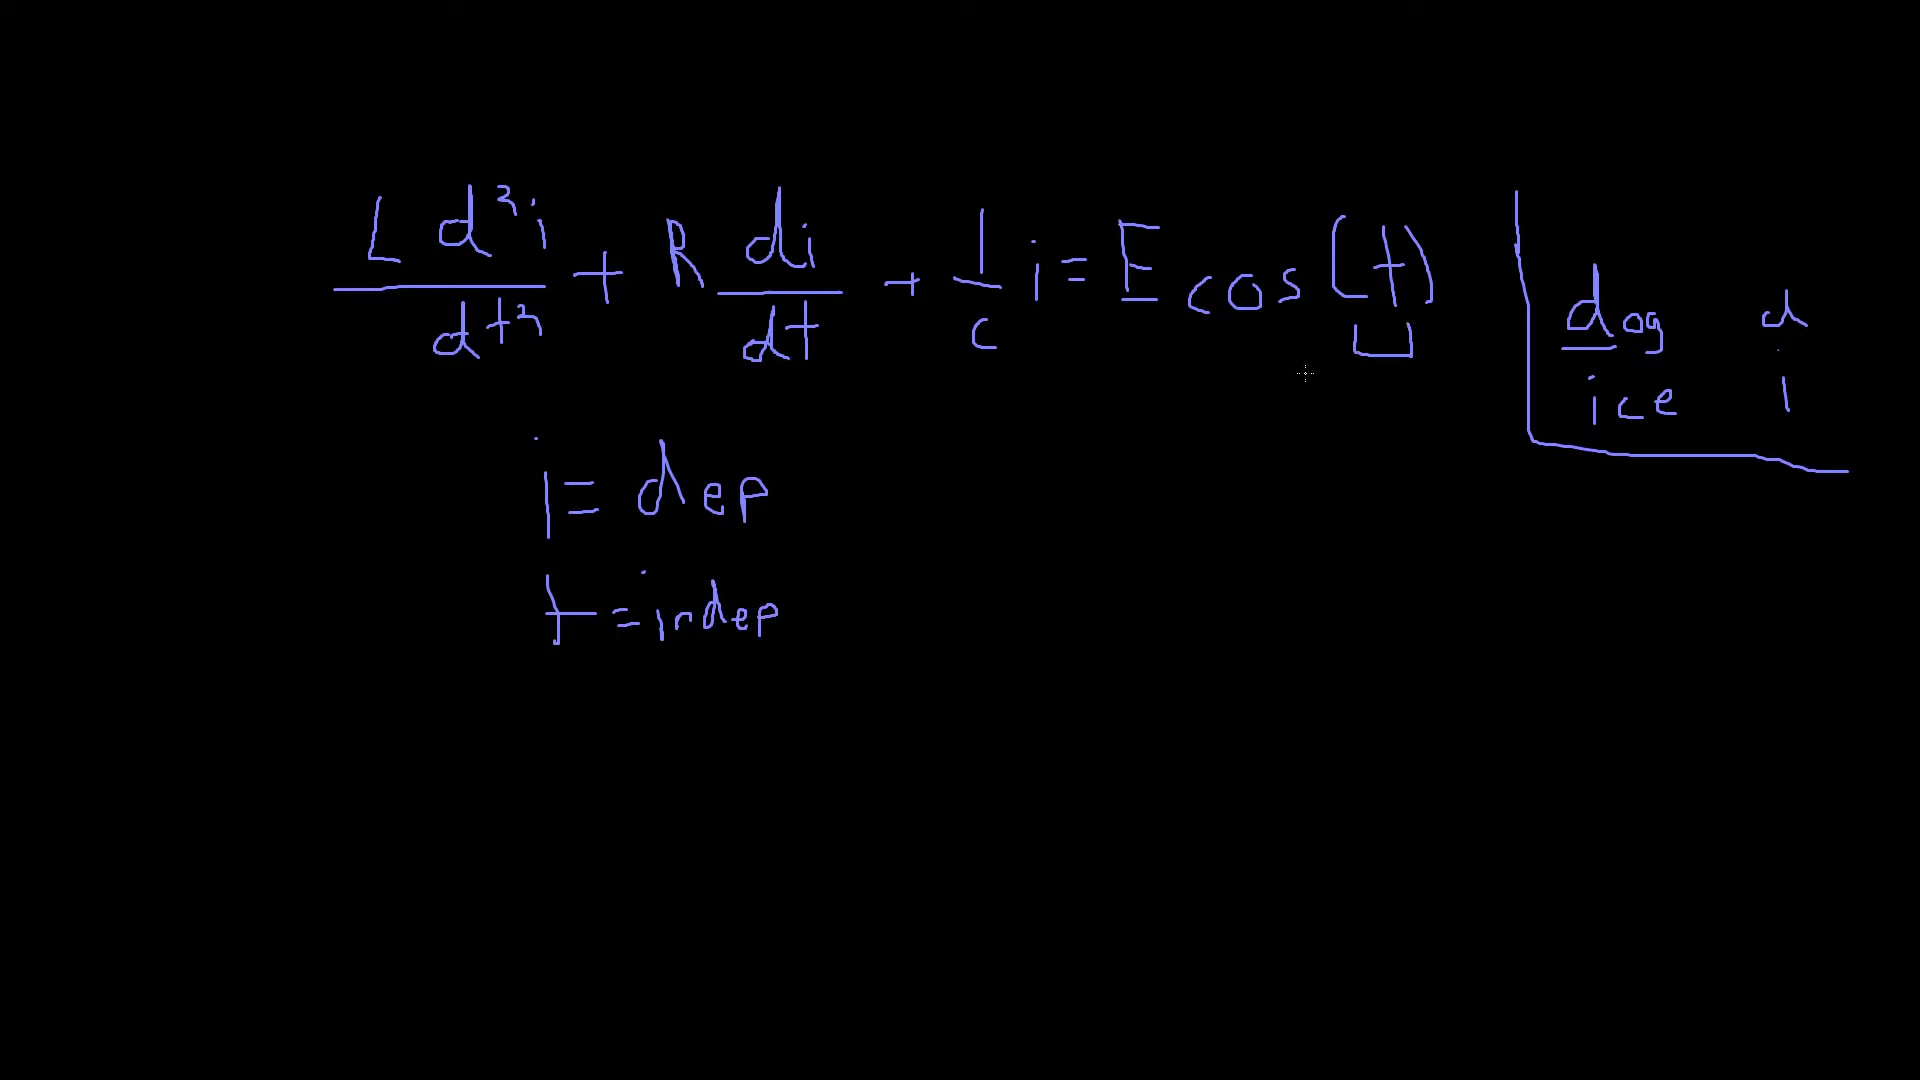 L d²i/dt² + R di/dt + 1/c i = E cos(t)
dog d
ice i
i = dep
t = indep